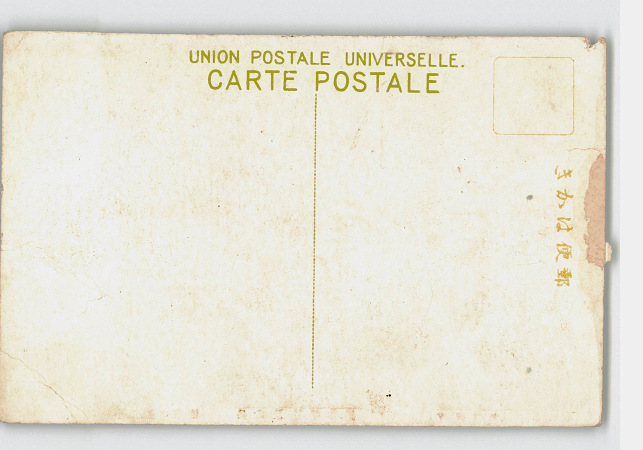 UNION POSTALE UNIVERSELLE.
CARTE POSTALE
きかは便郵